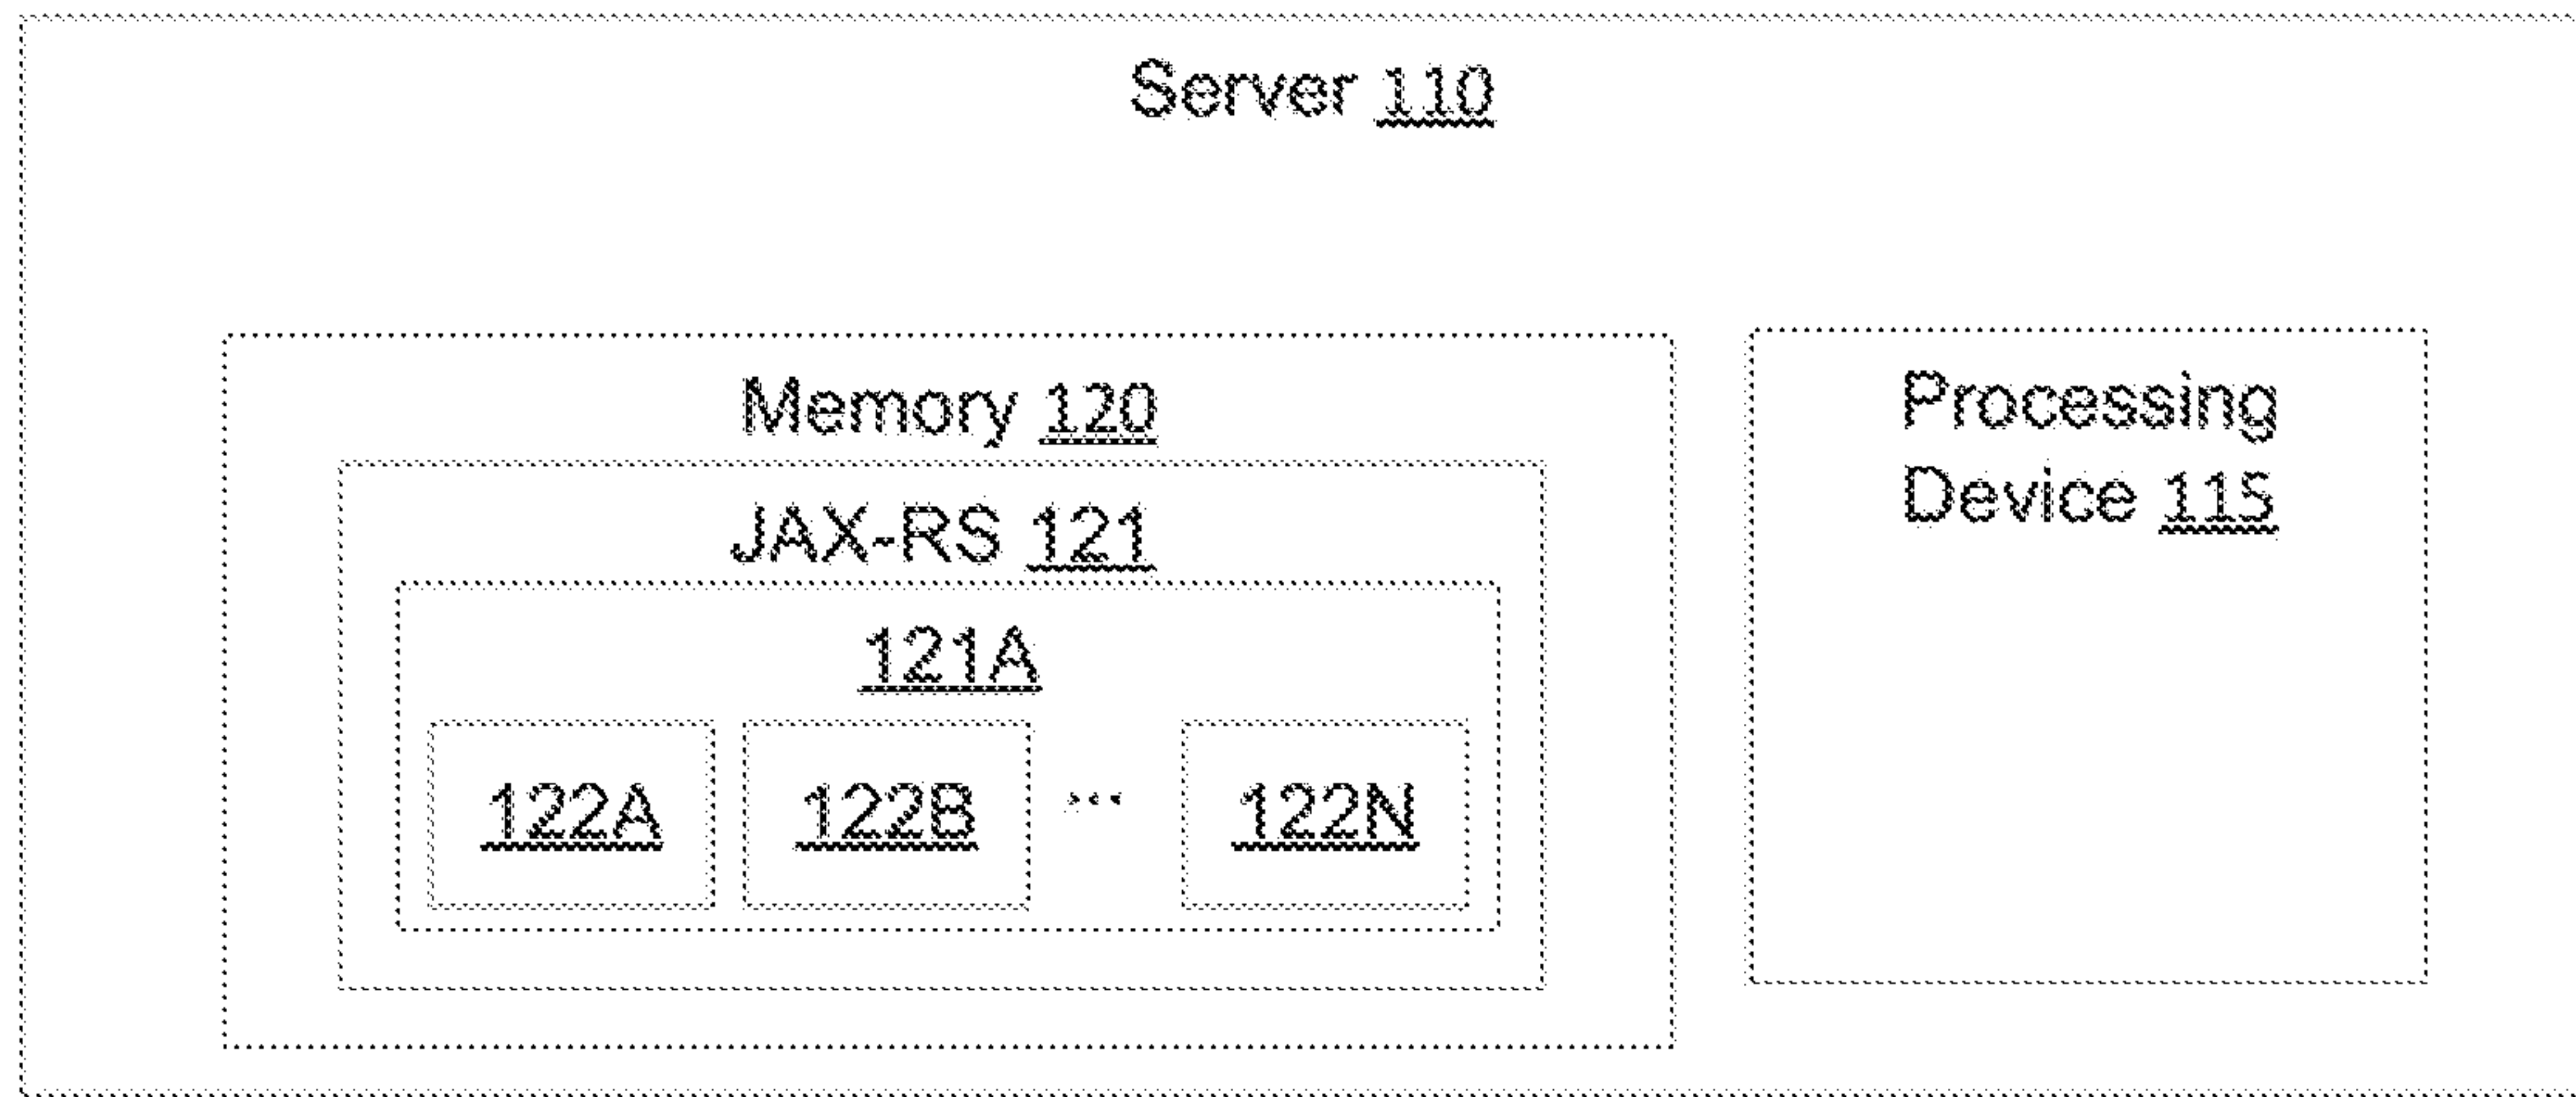 Server 110
Memory 120
JAX-RS 121
121A
122A 122B ... 122N
Processing
Device 115